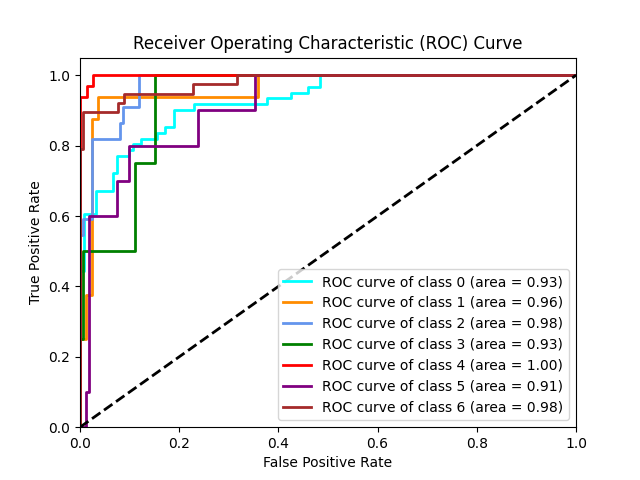 Receiver Operating Characteristic (ROC) Curve
1.0
0.8
0.6
0.4
0.2
0.0
True Positive Rate
ROC curve of class 0 (area = 0.93)
ROC curve of class 1 (area = 0.96)
ROC curve of class 2 (area = 0.98)
ROC curve of class 3 (area = 0.93)
ROC curve of class 4 (area = 1.00)
ROC curve of class 5 (area = 0.91)
ROC curve of class 6 (area = 0.98)
0.0 0.2 0.4 0.6 0.8 1.0
False Positive Rate